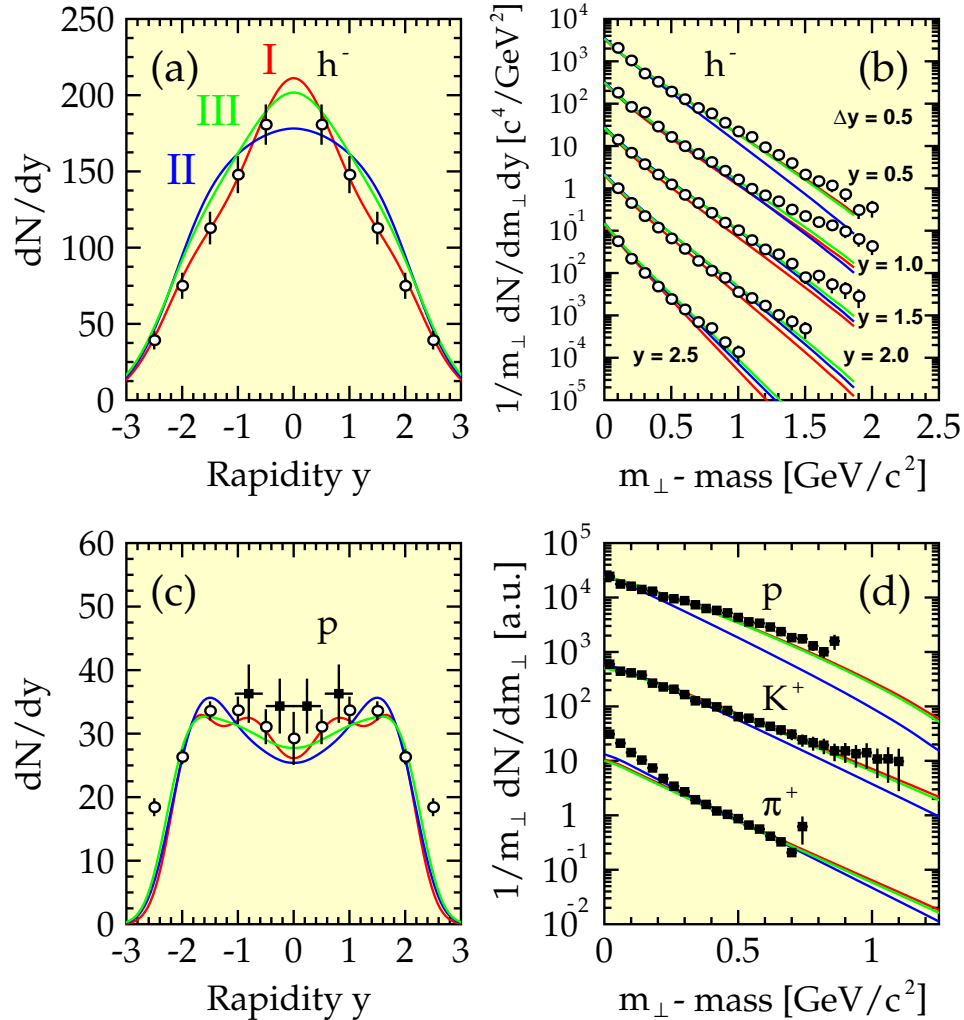 dN/dy
250
200
150
100
50
0
-3 -2 -1 0 1 2 3
Rapidity y
(a) I h⁻
III
II
1/m⊥ dN/dm⊥dy [c⁴/GeV²]
10⁴
10³
10²
10¹
1
10⁻¹
10⁻²
10⁻³
10⁻⁴
10⁻⁵
0 0.5 1 1.5 2 2.5
m⊥- mass [GeV/c²]
h⁻ (b)
Δy = 0.5
y = 0.5
y = 1.0
y = 1.5
y = 2.0
y = 2.5
dN/dy
60
50
40
30
20
10
0
-3 -2 -1 0 1 2 3
Rapidity y
(c) p
1/m⊥ dN/dm⊥ [a.u.]
10⁵
10⁴
10³
10²
10¹
1
10⁻¹
10⁻²
0 0.5 1
m⊥- mass [GeV/c²]
p (d)
K⁺
π⁺